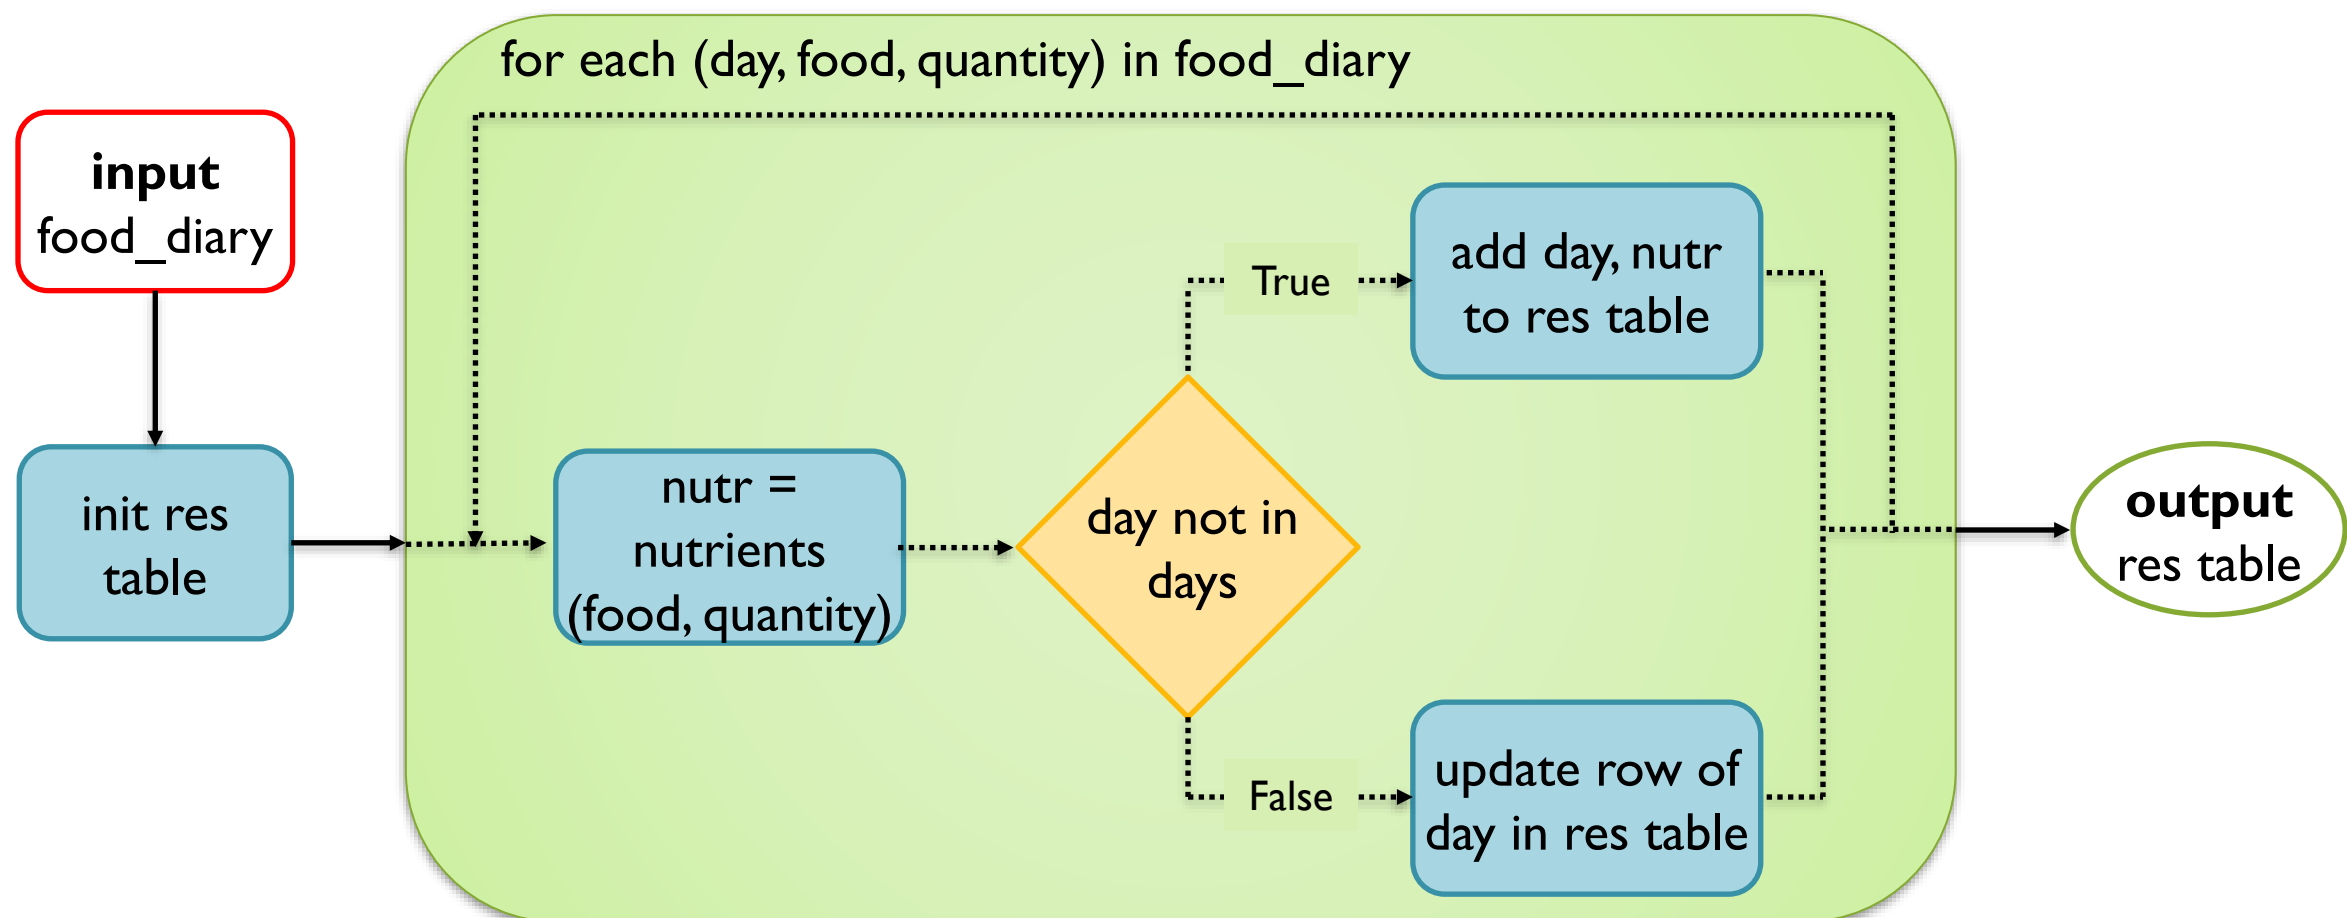 for each (day, food, quantity) in food_diary
input
food_diary
init res
table
nutr =
nutrients
(food, quantity)
day not in
days
True
add day, nutr
to res table
False
update row of
day in res table
output
res table